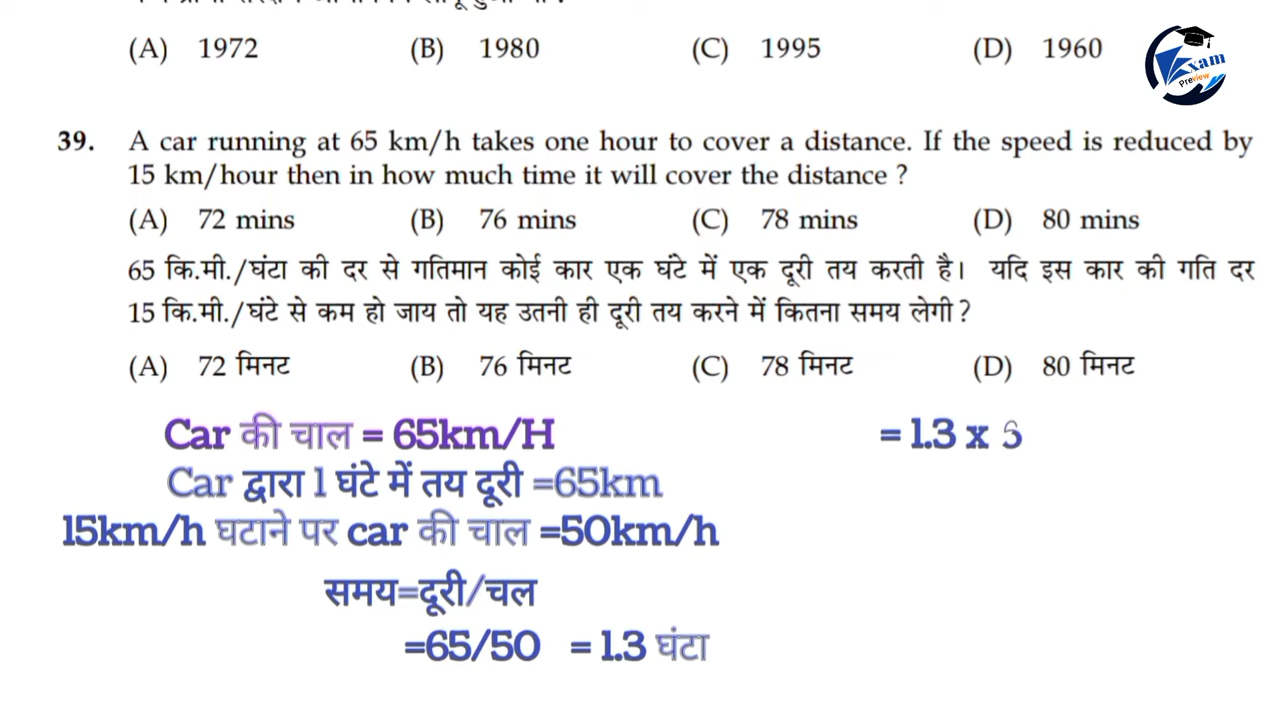 (A) 1972 (B) 1980 (C) 1995 (D) 1960
Exam
Preview
39. A car running at 65 km/h takes one hour to cover a distance. If the speed is reduced by
15 km/hour then in how much time it will cover the distance ?
(A) 72 mins (B) 76 mins (C) 78 mins (D) 80 mins
65 कि.मी./घंटा की दर से गतिमान कोई कार एक घंटे में एक दूरी तय करती है। यदि इस कार की गति दर
15 कि.मी./घंटे से कम हो जाय तो यह उतनी ही दूरी तय करने में कितना समय लेगी ?
(A) 72 मिनट (B) 76 मिनट (C) 78 मिनट (D) 80 मिनट
Car की चाल = 65km/H
Car द्वारा 1 घंटे में तय दूरी =65km
15km/h घटाने पर car की चाल =50km/h
समय=दूरी/चल
=65/50 = 1.3 घंटा
= 1.3 x